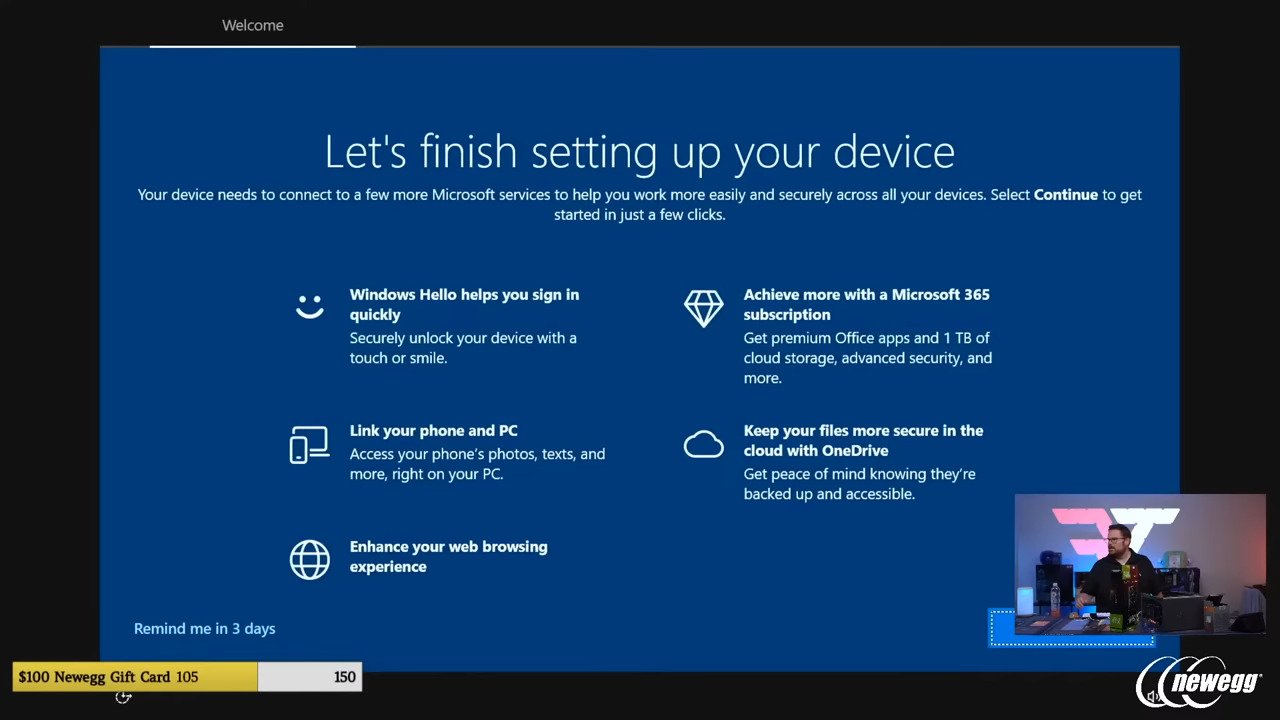 Welcome
Let's finish setting up your device
Your device needs to connect to a few more Microsoft services to help you work more easily and securely across all your devices. Select Continue to get
started in just a few clicks.
Windows Hello helps you sign in
quickly
Securely unlock your device with a
touch or smile.
Achieve more with a Microsoft 365
subscription
Get premium Office apps and 1 TB of
cloud storage, advanced security, and
more.
Link your phone and PC
Access your phone's photos, texts, and
more, right on your PC.
Keep your files more secure in the
cloud with OneDrive
Get peace of mind knowing they're
backed up and accessible.
Enhance your web browsing
experience
Remind me in 3 days
$100 Newegg Gift Card 105
150
newegg